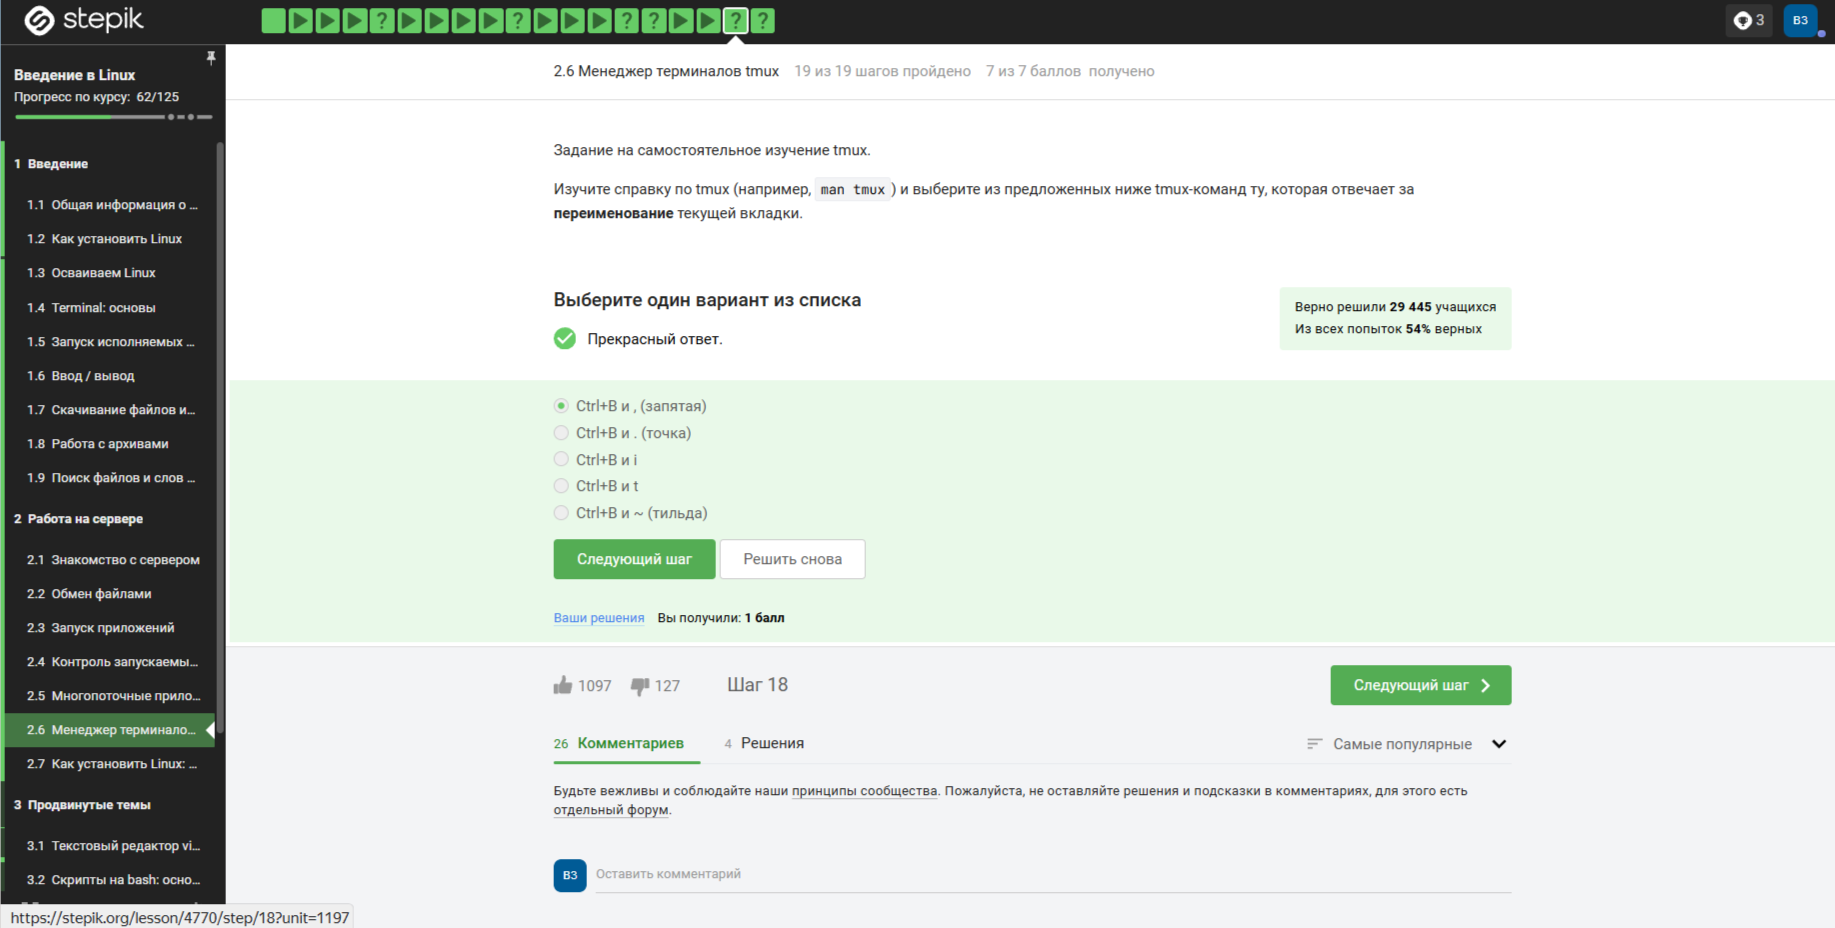 stepik
3
ВЗ
Введение в Linux
Прогресс по курсу: 62/125
2.6 Менеджер терминалов tmux 19 из 19 шагов пройдено 7 из 7 баллов получено
1 Введение
1.1 Общая информация о ...
1.2 Как установить Linux
1.3 Осваиваем Linux
1.4 Terminal: основы
1.5 Запуск исполняемых ...
1.6 Ввод / вывод
1.7 Скачивание файлов и...
1.8 Работа с архивами
1.9 Поиск файлов и слов ...
2 Работа на сервере
2.1 Знакомство с сервером
2.2 Обмен файлами
2.3 Запуск приложений
2.4 Контроль запускаемы...
2.5 Многопоточные прило...
2.6 Менеджер терминало...
2.7 Как установить Linux: ...
3 Продвинутые темы
3.1 Текстовый редактор vi...
3.2 Скрипты на bash: осно...
Задание на самостоятельное изучение tmux.
Изучите справку по tmux (например, man tmux ) и выберите из предложенных ниже tmux-команд ту, которая отвечает за
переименование текущей вкладки.
Выберите один вариант из списка
Прекрасный ответ.
Верно решили 29 445 учащихся
Из всех попыток 54% верных
Ctrl+B и , (запятая)
Ctrl+B и . (точка)
Ctrl+B и i
Ctrl+B и t
Ctrl+B и ~ (тильда)
Следующий шаг Решить снова
Ваши решения Вы получили: 1 балл
1097 127 Шаг 18 Следующий шаг
26 Комментариев 4 Решения Самые популярные
Будьте вежливы и соблюдайте наши принципы сообщества. Пожалуйста, не оставляйте решения и подсказки в комментариях, для этого есть
отдельный форум.
ВЗ Оставить комментарий
https://stepik.org/lesson/4770/step/18?unit=1197